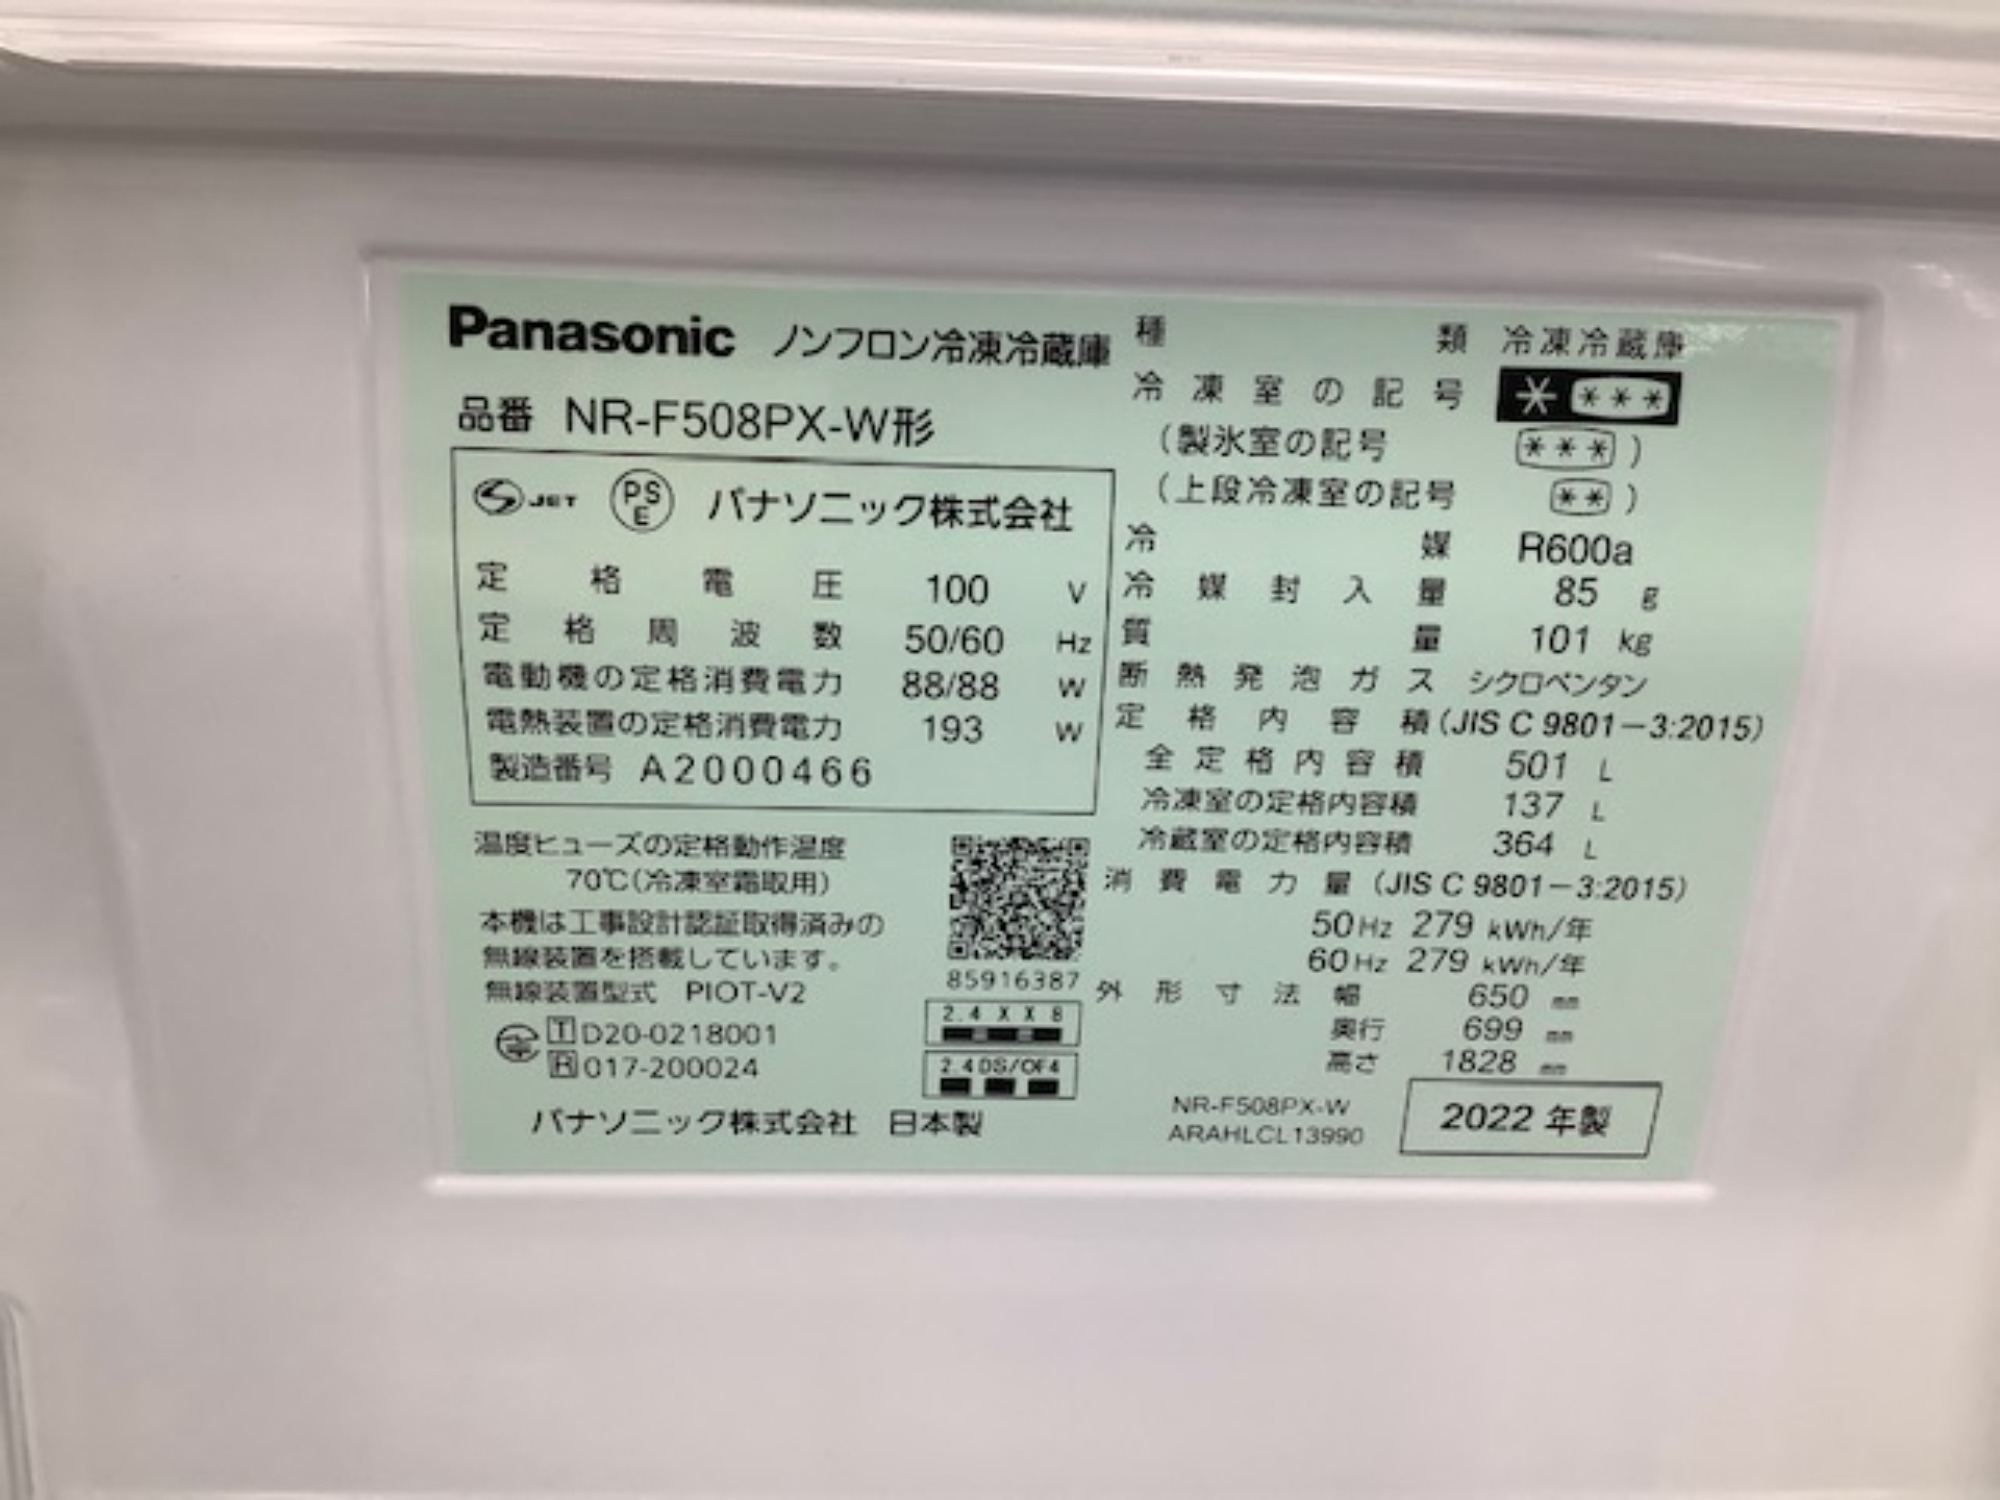 Panasonic ノンフロン冷凍冷蔵庫
品番 NR-F508PX-W形
JET PSE パナソニック株式会社
定格電圧 100 V
定格周波数 50/60 Hz
電動機の定格消費電力 88/88 W
電熱装置の定格消費電力 193 W
製造番号 A2000466
温度ヒューズの定格動作温度
70℃(冷凍室霜取用)
本機は工事設計認証取得済みの
無線装置を搭載しています。
無線装置型式 PIOT-V2
T D20-0218001
R 017-200024
85916387
2.4 X X 8
2.4DS/OF4
パナソニック株式会社 日本製
種類 冷凍冷蔵庫
冷凍室の記号 * ***
(製氷室の記号 ***)
(上段冷凍室の記号 **)
冷媒 R600a
冷媒封入量 85 g
質量 101 kg
断熱発泡ガス シクロペンタン
定格内容積(JIS C 9801-3:2015)
全定格内容積 501 L
冷凍室の定格内容積 137 L
冷蔵室の定格内容積 364 L
消費電力量(JIS C 9801-3:2015)
50Hz 279 kWh/年
60Hz 279 kWh/年
外形寸法 幅 650 mm
奥行 699 mm
高さ 1828 mm
NR-F508PX-W
ARAHLCL13990
2022 年製